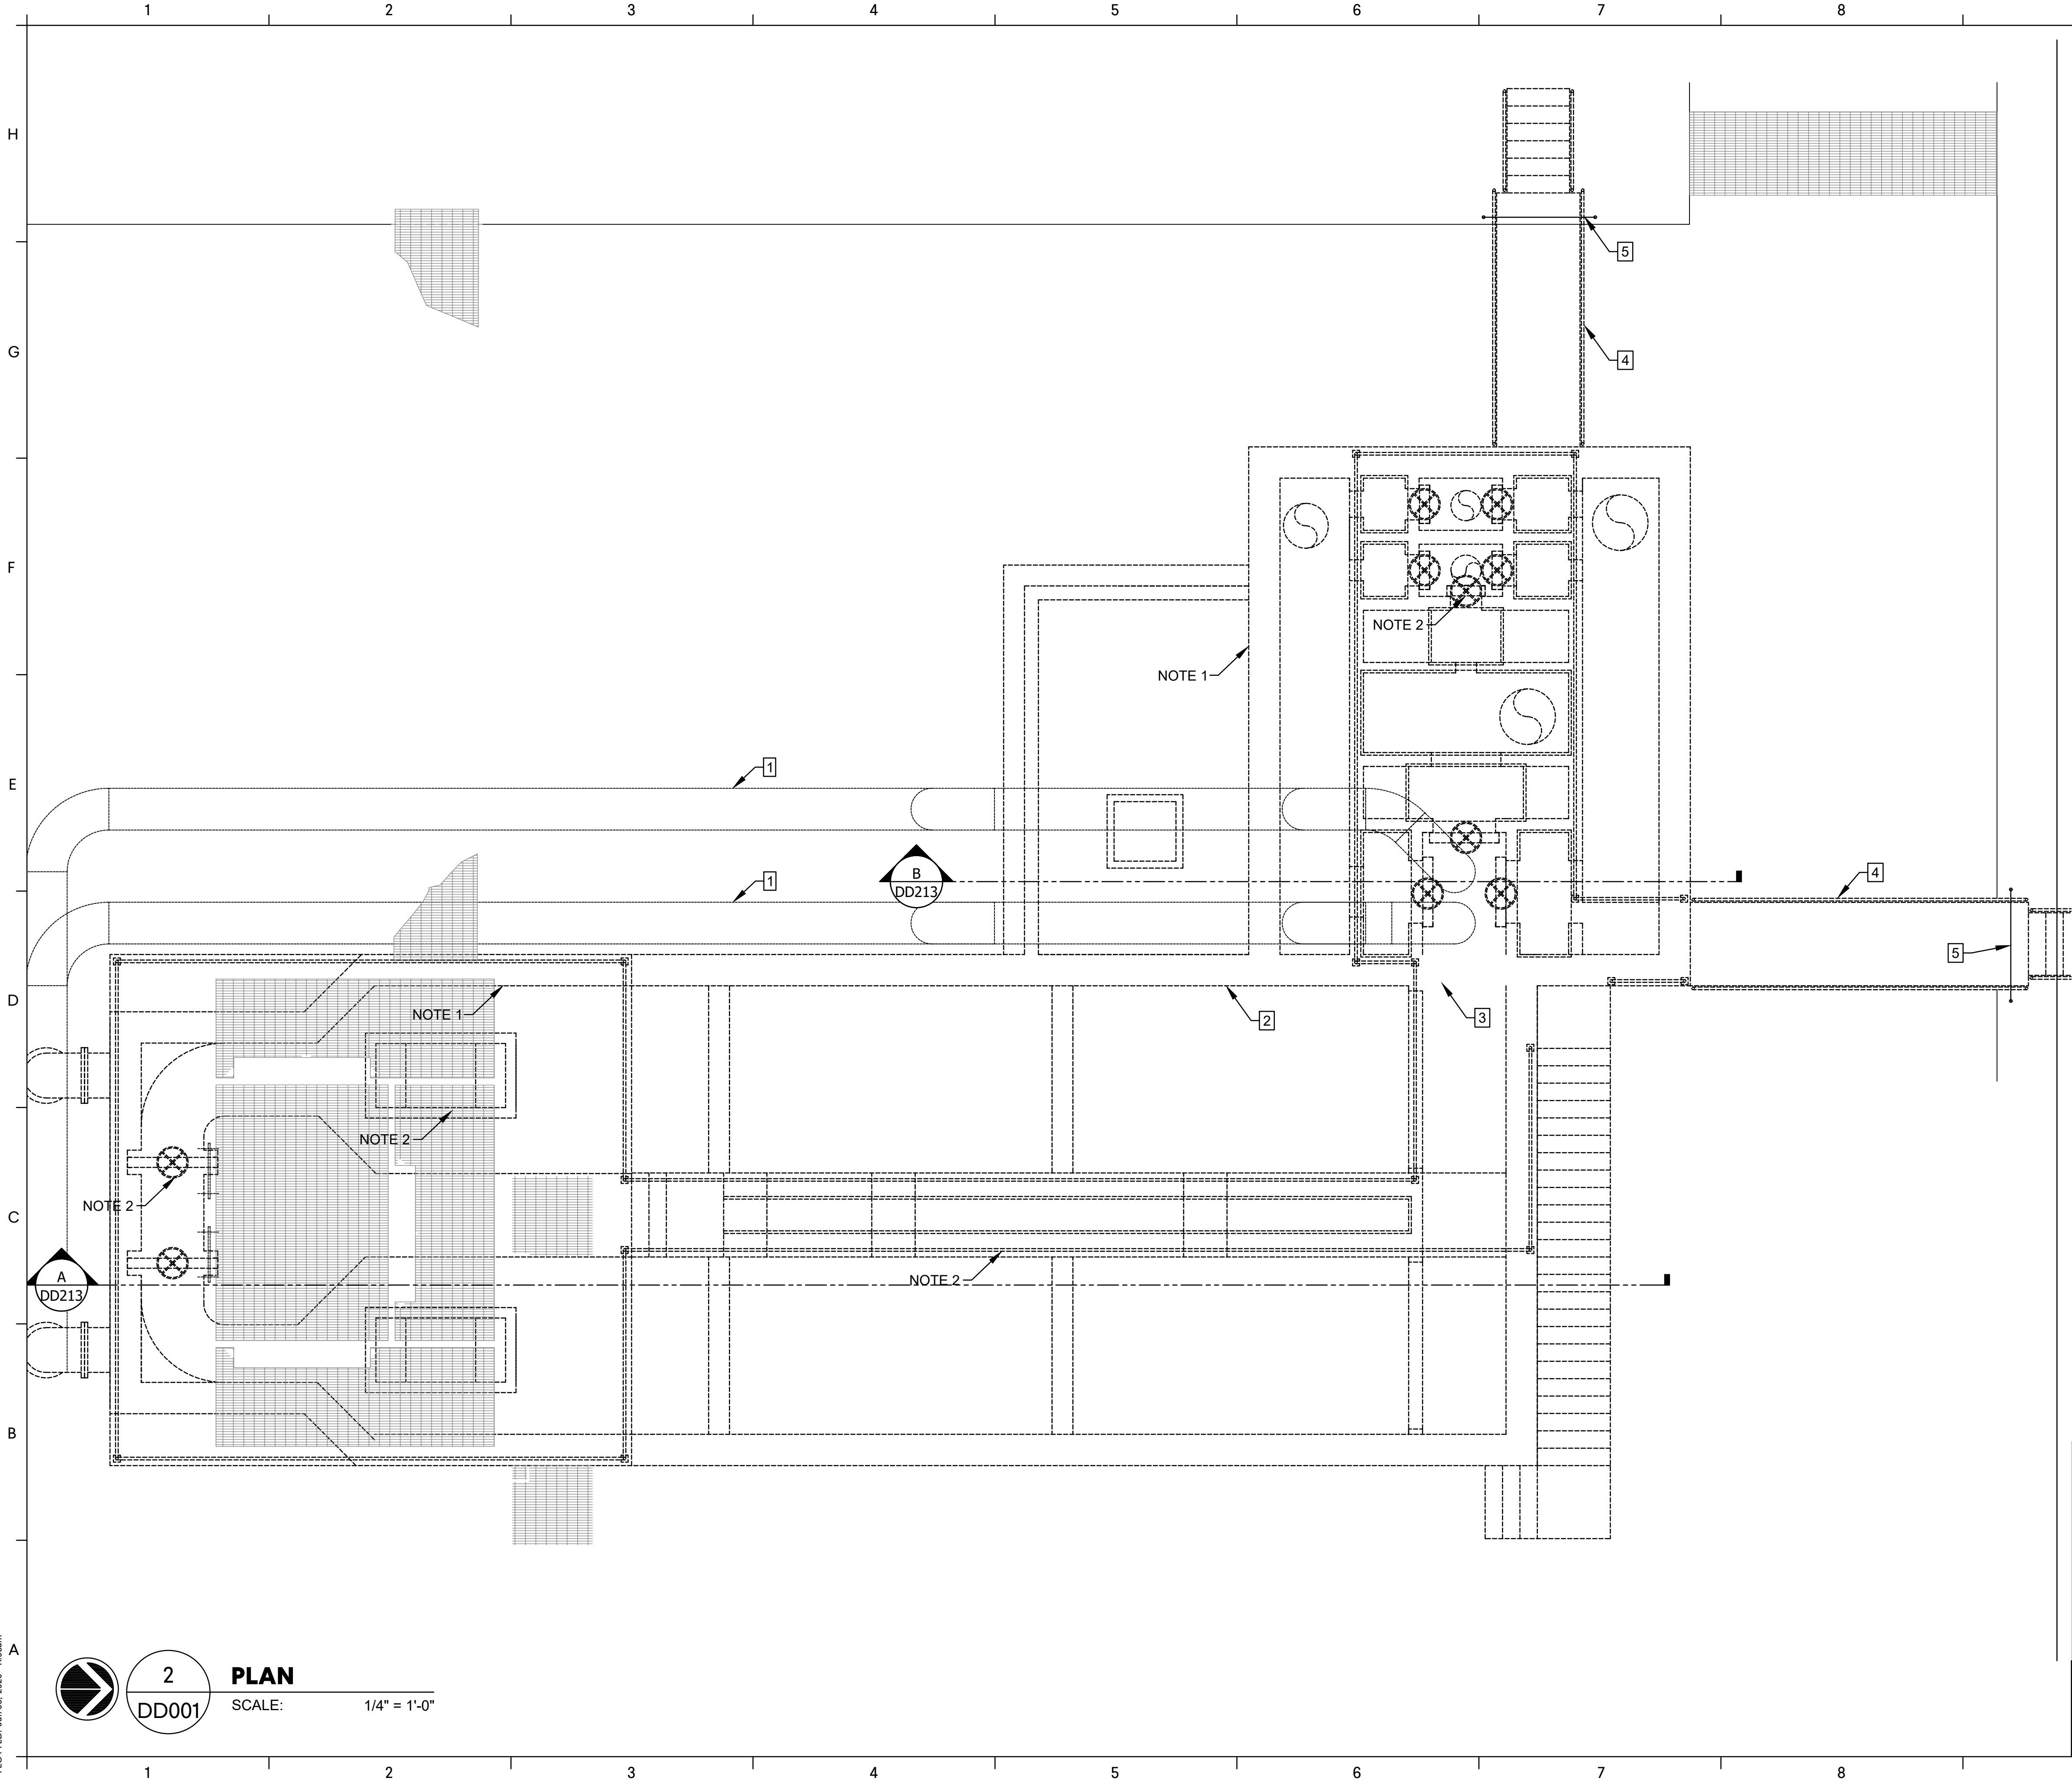 1 2 3 4 5 6 7 8
H
5
G
4
F
NOTE 2
NOTE 1
E
1
B
DD213
1
4
5
D
NOTE 1
2
3
NOTE 2
NOTE 2
C
A
DD213
NOTE 2
B
A
2
DD001
PLAN
SCALE: 1/4" = 1'-0"
1 2 3 4 5 6 7 8